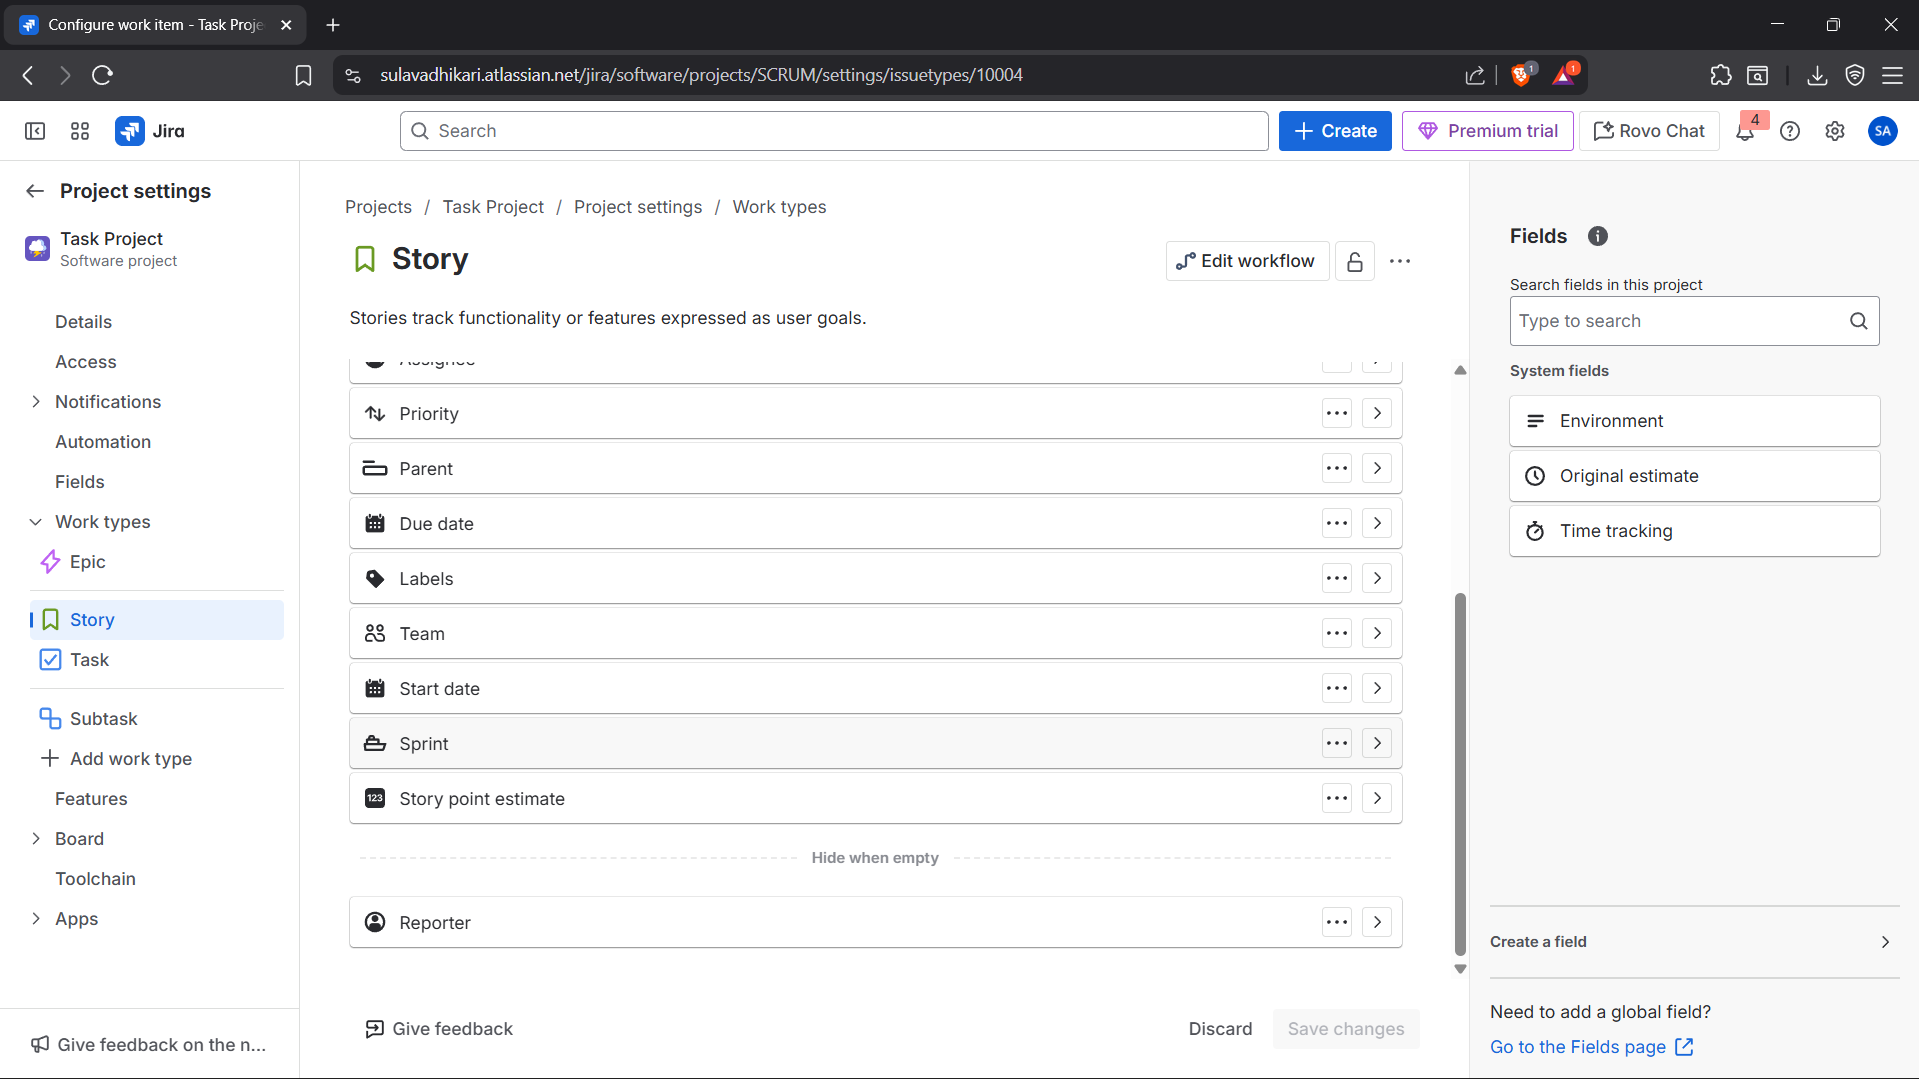 Configure work item - Task Proje
sulavadhikari.atlassian.net/jira/software/projects/SCRUM/settings/issuetypes/10004
1
1
Jira
Search
Create
Premium trial
Rovo Chat
4
SA
Project settings
Task Project
Software project
Details
Access
Notifications
Automation
Fields
Work types
Epic
Story
Task
Subtask
Add work type
Features
Board
Toolchain
Apps
Give feedback on the n...
Projects / Task Project / Project settings / Work types
Story
Edit workflow
Stories track functionality or features expressed as user goals.
Assignee
Priority
Parent
Due date
Labels
Team
Start date
Sprint
123 Story point estimate
Hide when empty
Reporter
Give feedback
Discard
Save changes
Fields
Search fields in this project
Type to search
System fields
Environment
Original estimate
Time tracking
Create a field
Need to add a global field?
Go to the Fields page